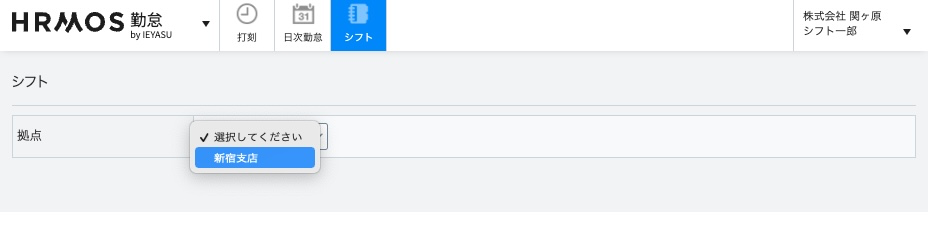 HRMOS 勤怠
by IEYASU
▼
打刻
31
日次勤怠
シフト
株式会社 関ヶ原
シフト一郎
▼
シフト
拠点
✓ 選択してください
新宿支店